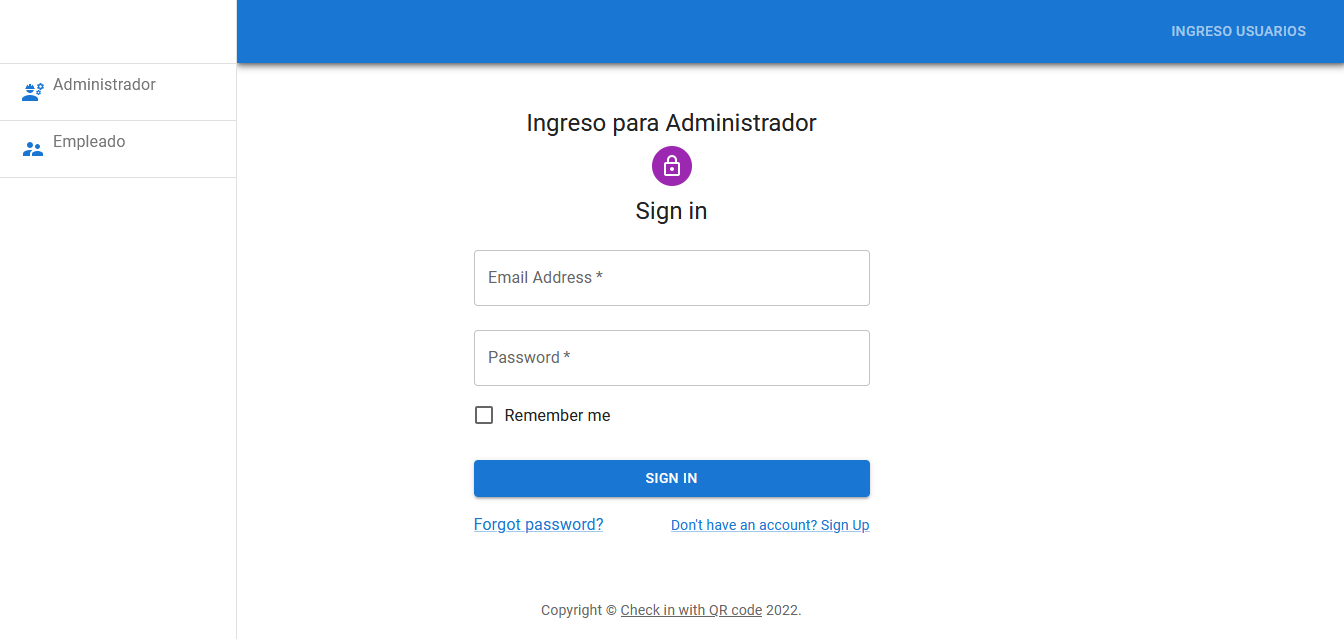 INGRESO USUARIOS
Administrador
Empleado
Ingreso para Administrador
Sign in
Email Address *
Password *
Remember me
SIGN IN
Forgot password? Don't have an account? Sign Up
Copyright © Check in with QR code 2022.